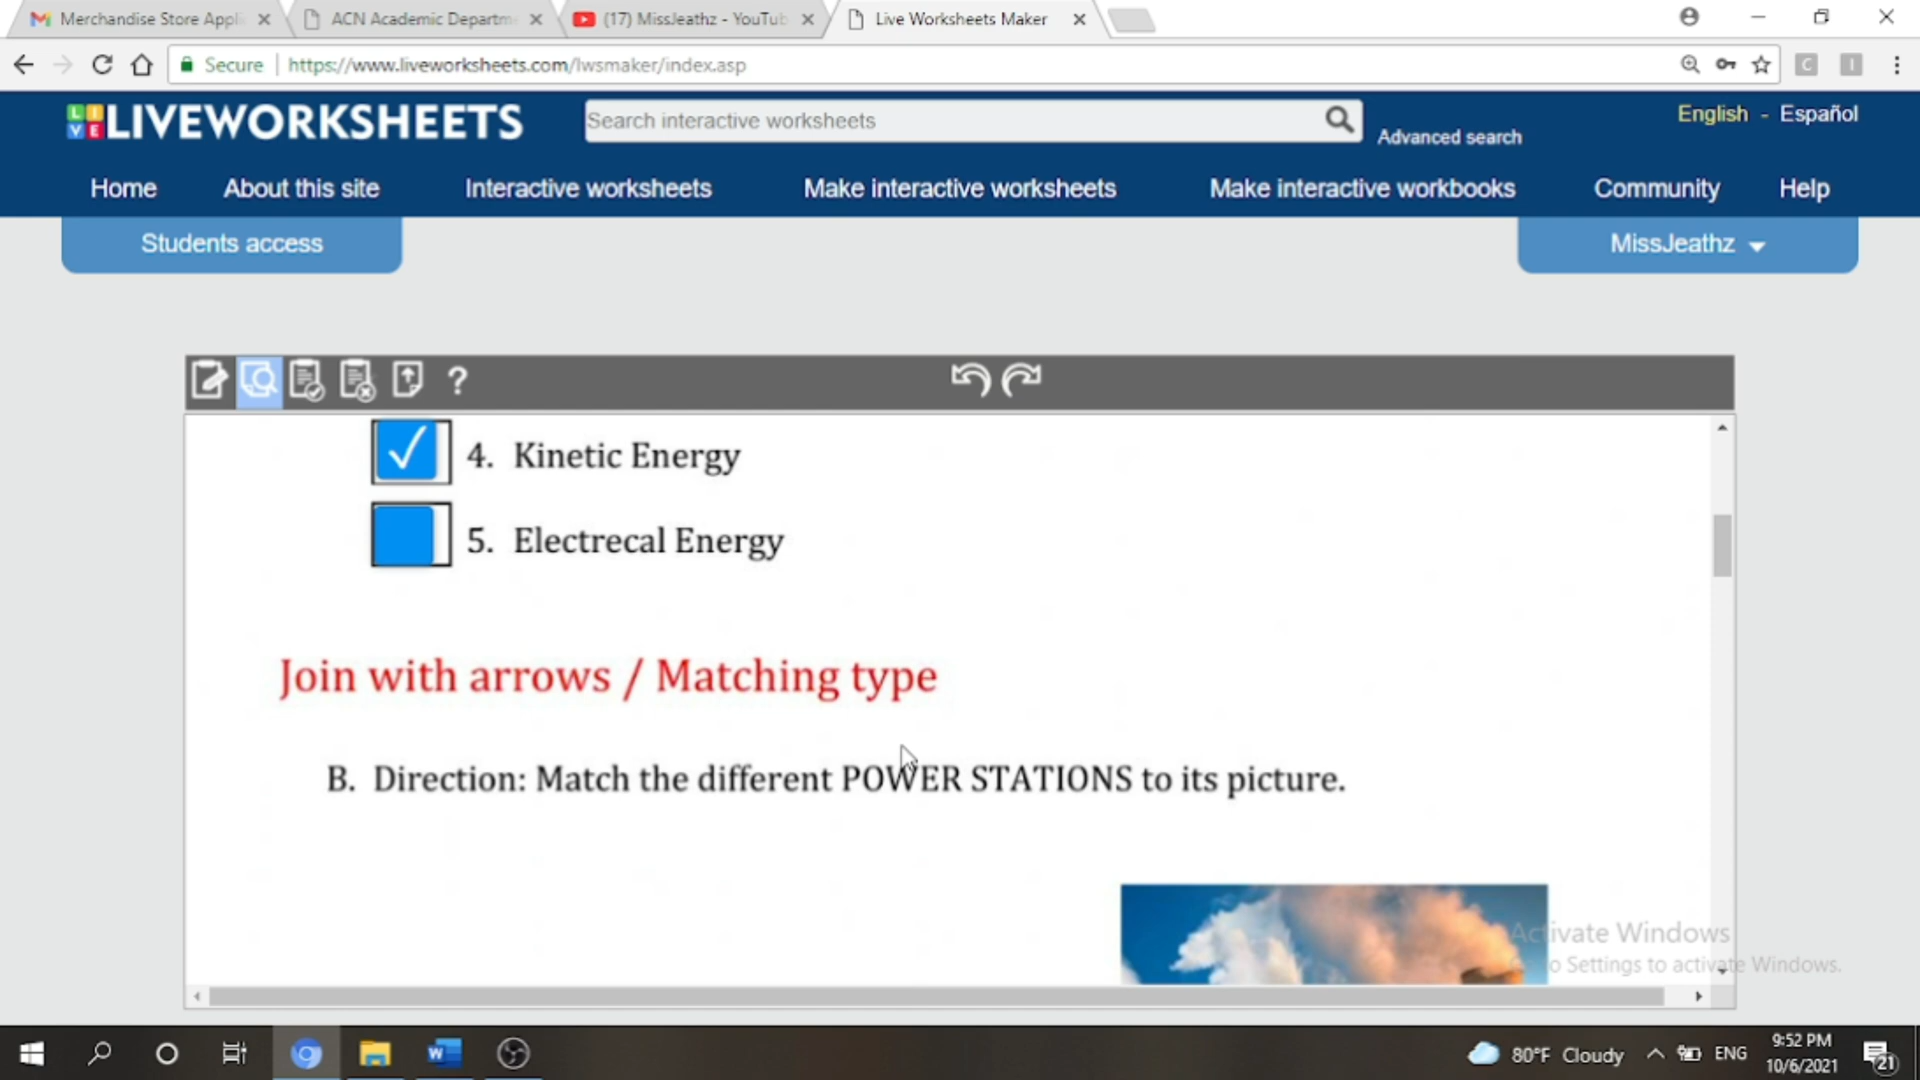 Merchandise Store Appli
ACN Academic Departm
(17) MissJeathz - YouTub
Live Worksheets Maker
Secure
https://www.liveworksheets.com/lwsmaker/index.asp
LIVEWORKSHEETS
Search interactive worksheets
Advanced search
English - Español
Home
About this site
Interactive worksheets
Make interactive worksheets
Make interactive workbooks
Community
Help
Students access
MissJeathz
?
4. Kinetic Energy
5. Electrecal Energy
Join with arrows / Matching type
B. Direction: Match the different POWER STATIONS to its picture.
Activate Windows
to Settings to activate Windows.
80°F Cloudy
ENG
9:52 PM
10/6/2021
21